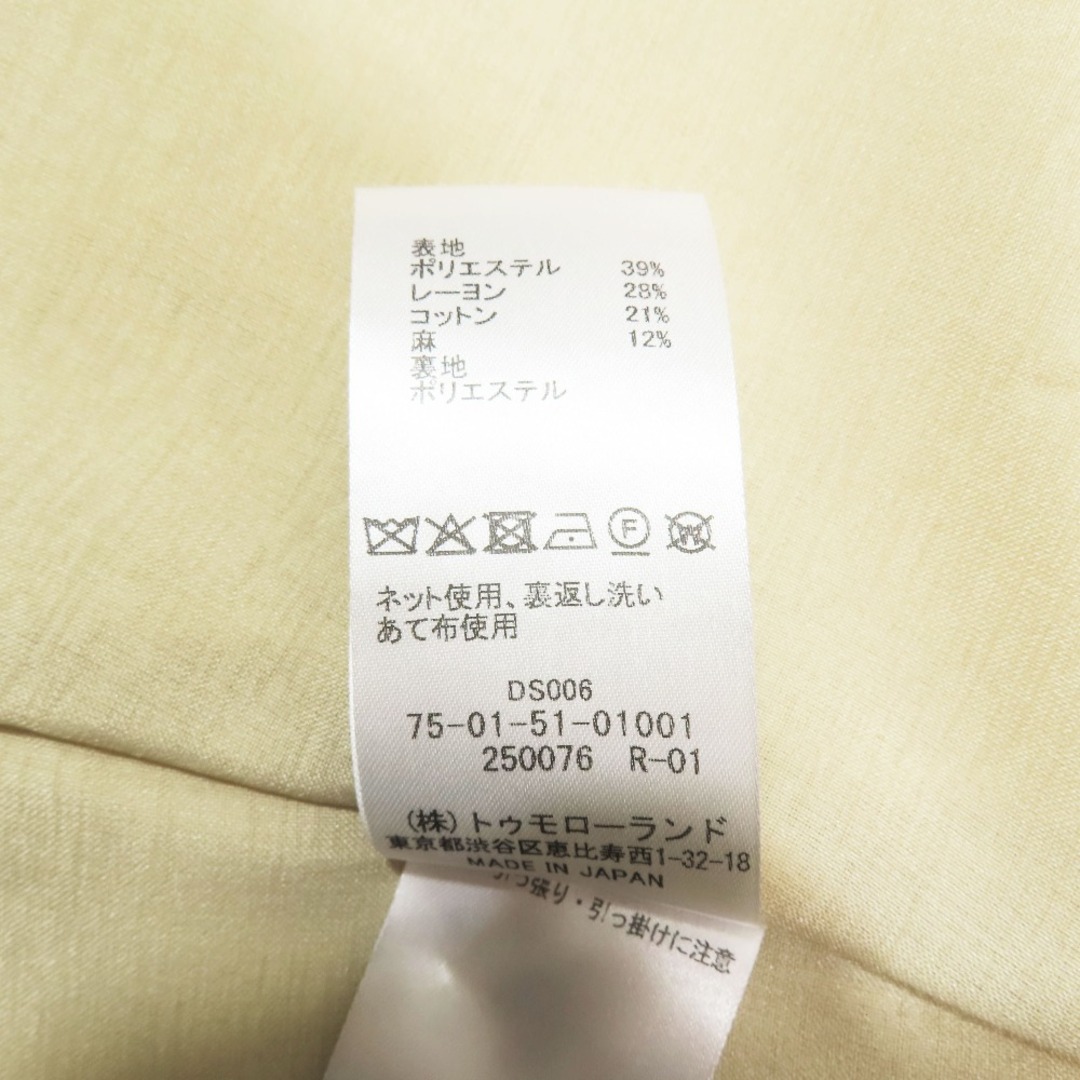 表地
ポリエステル 39%
レーヨン 28%
コットン 21%
麻 12%
裏地
ポリエステル
F
W
ネット使用、裏返し洗い
あて布使用
DS006
75-01-51-01001
250076 R-01
(株)トゥモローランド
東京都渋谷区恵比寿西1-32-18
MADE IN JAPAN
引っ張り・引っ掛けに注意